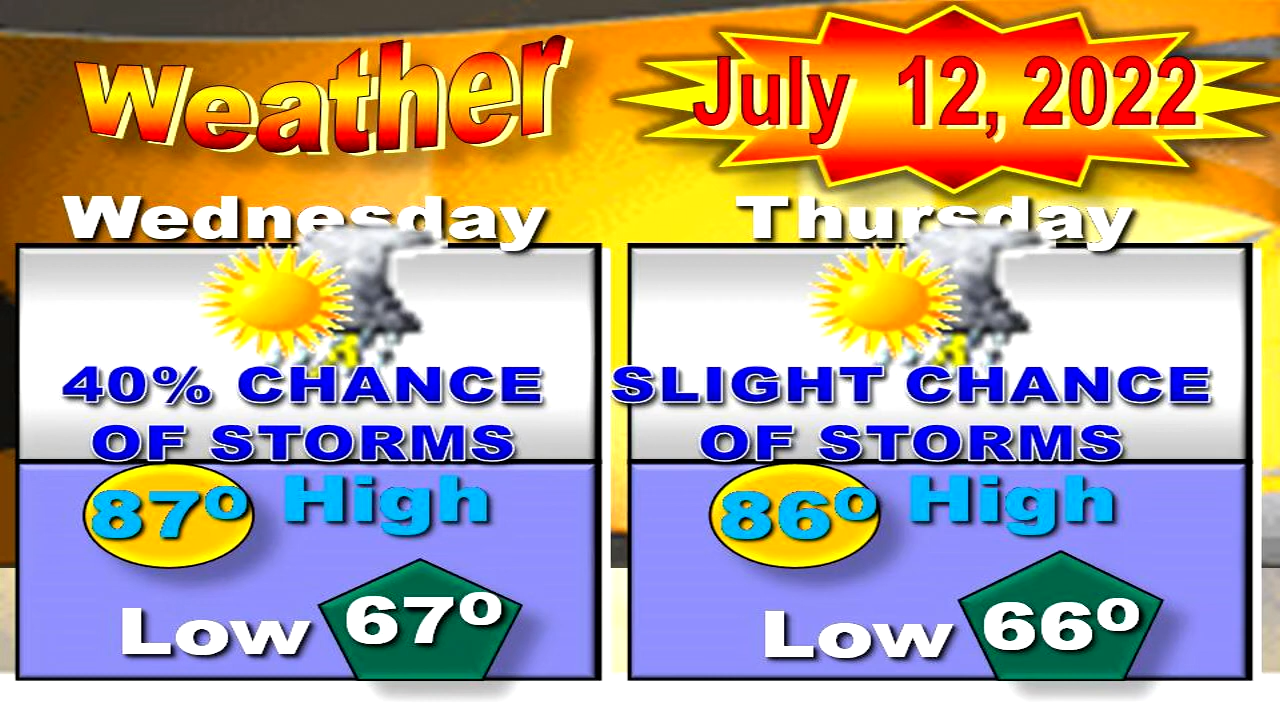 Weather
July 12, 2022
Wednesday
40% CHANCE
OF STORMS
87º High
Low 67º
Thursday
SLIGHT CHANCE
OF STORMS
86º High
Low 66º